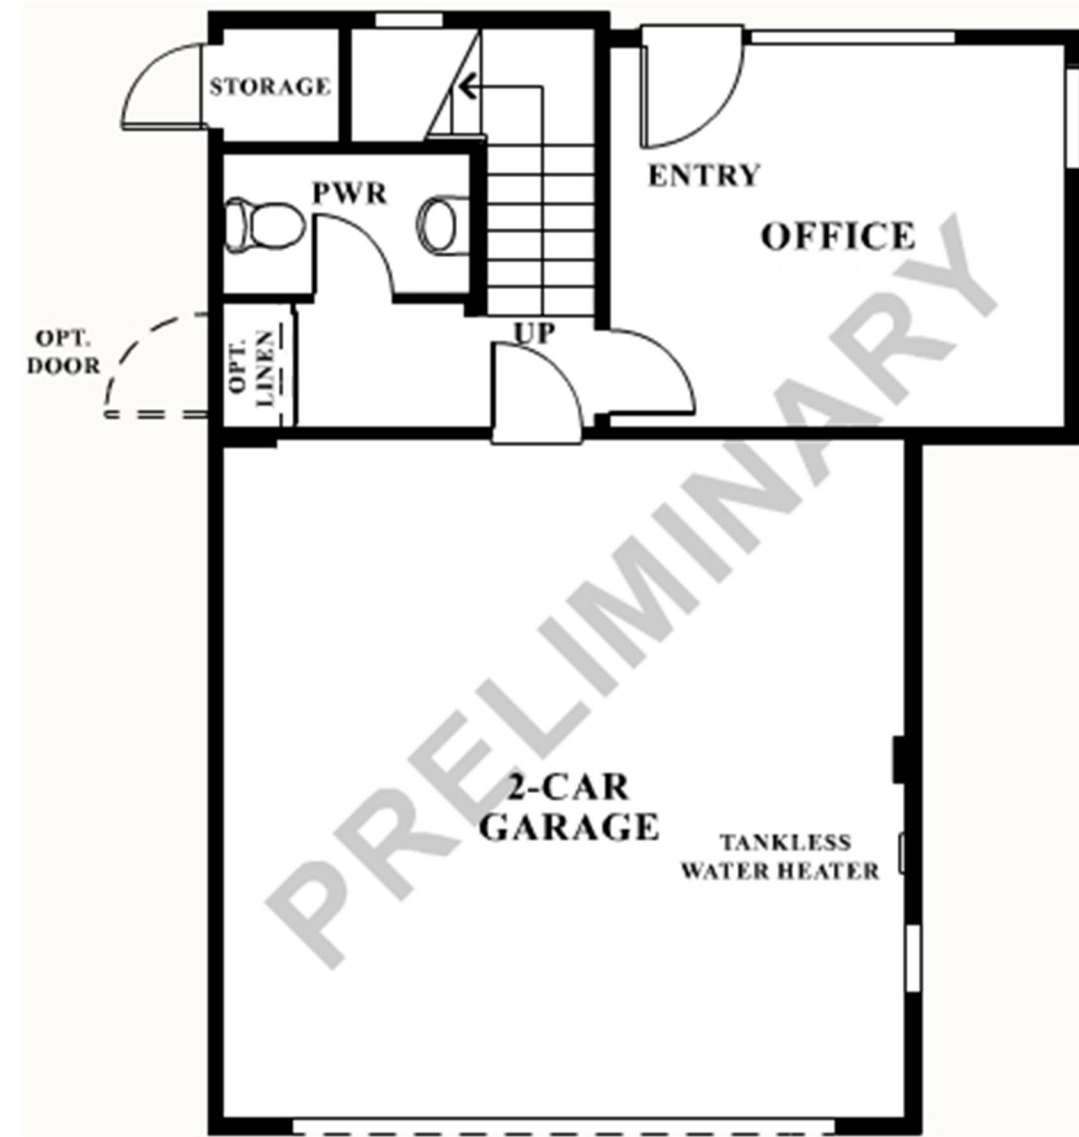 STORAGE
PWR
ENTRY
OFFICE
UP
OPT.
DOOR
OPT.
LINEN
PRELIMINARY
2-CAR
GARAGE
TANKLESS
WATER HEATER